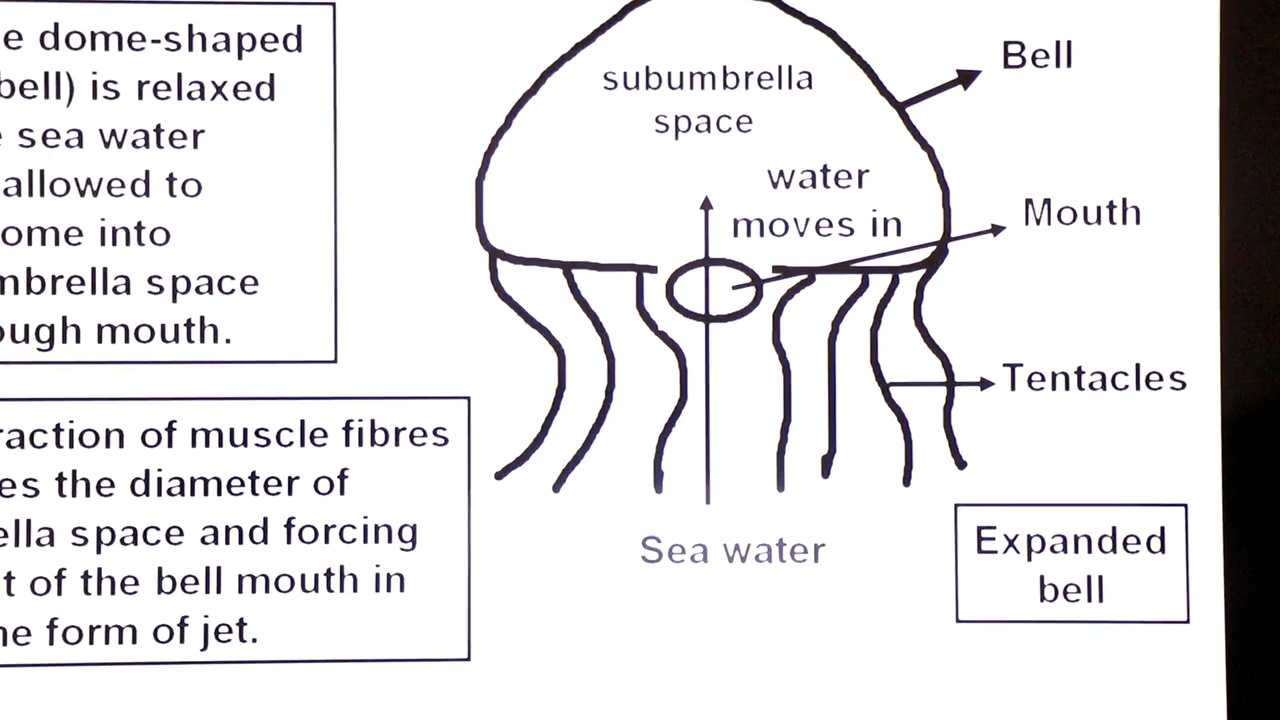 e dome-shaped
bell) is relaxed
sea water
allowed to
ome into
mbrella space
ough mouth.
raction of muscle fibres
es the diameter of
ella space and forcing
t of the bell mouth in
he form of jet.
subumbrella
space
water
moves in
Bell
Mouth
Tentacles
Sea water
Expanded
bell